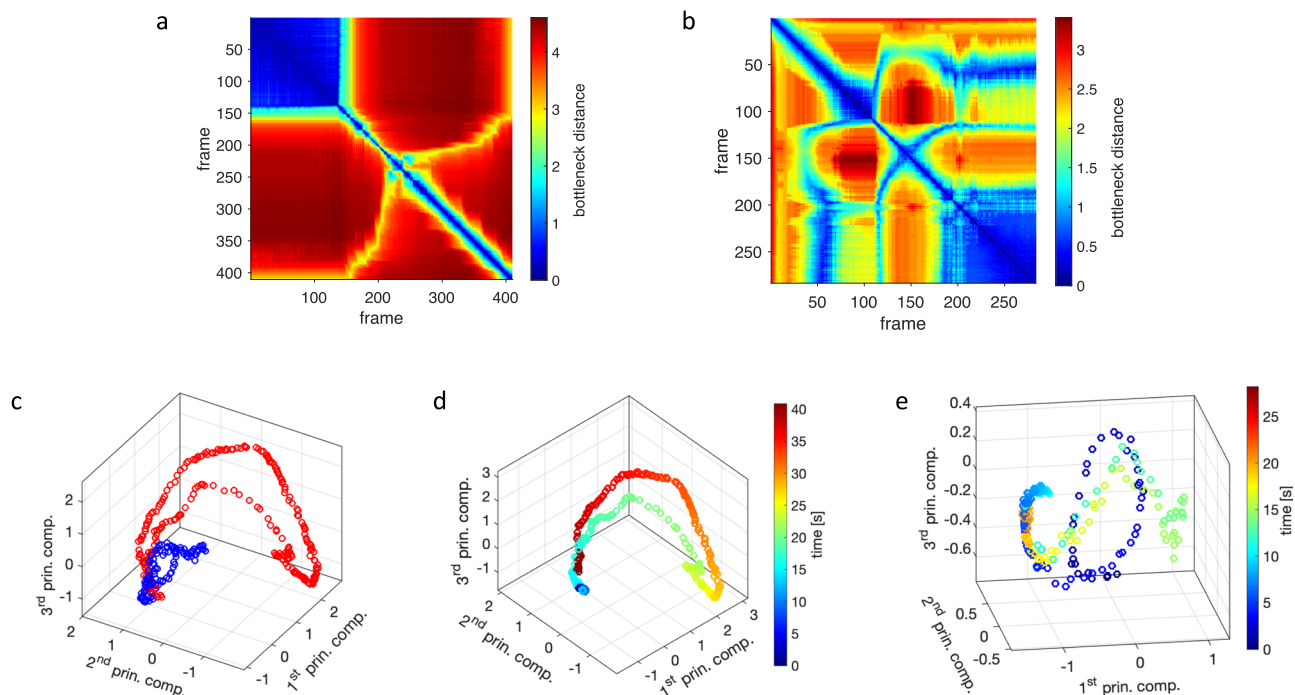 a
50
100
150
200
250
300
350
400
frame
100 200 300 400
frame
4
3
2
1
0
bottleneck distance
b
50
100
150
200
250
frame
50 100 150 200 250
frame
3
2.5
2
1.5
1
0.5
0
bottleneck distance
c
2
1
0
-1
3rd prin. comp.
2 1 0 -1
2nd prin. comp.
-1 0 1 2
1st prin. comp.
d
3
2
1
0
-1
3rd prin. comp.
2 1 0 -1
2nd prin. comp.
-1 0 1 2 3
1st prin. comp.
40
35
30
25
20
15
10
5
0
time [s]
e
0.4
0.2
0
-0.2
-0.4
-0.6
3rd prin. comp.
0.5
0
-0.5
2nd prin. comp.
-1 0 1
1st prin. comp.
25
20
15
10
5
0
time [s]